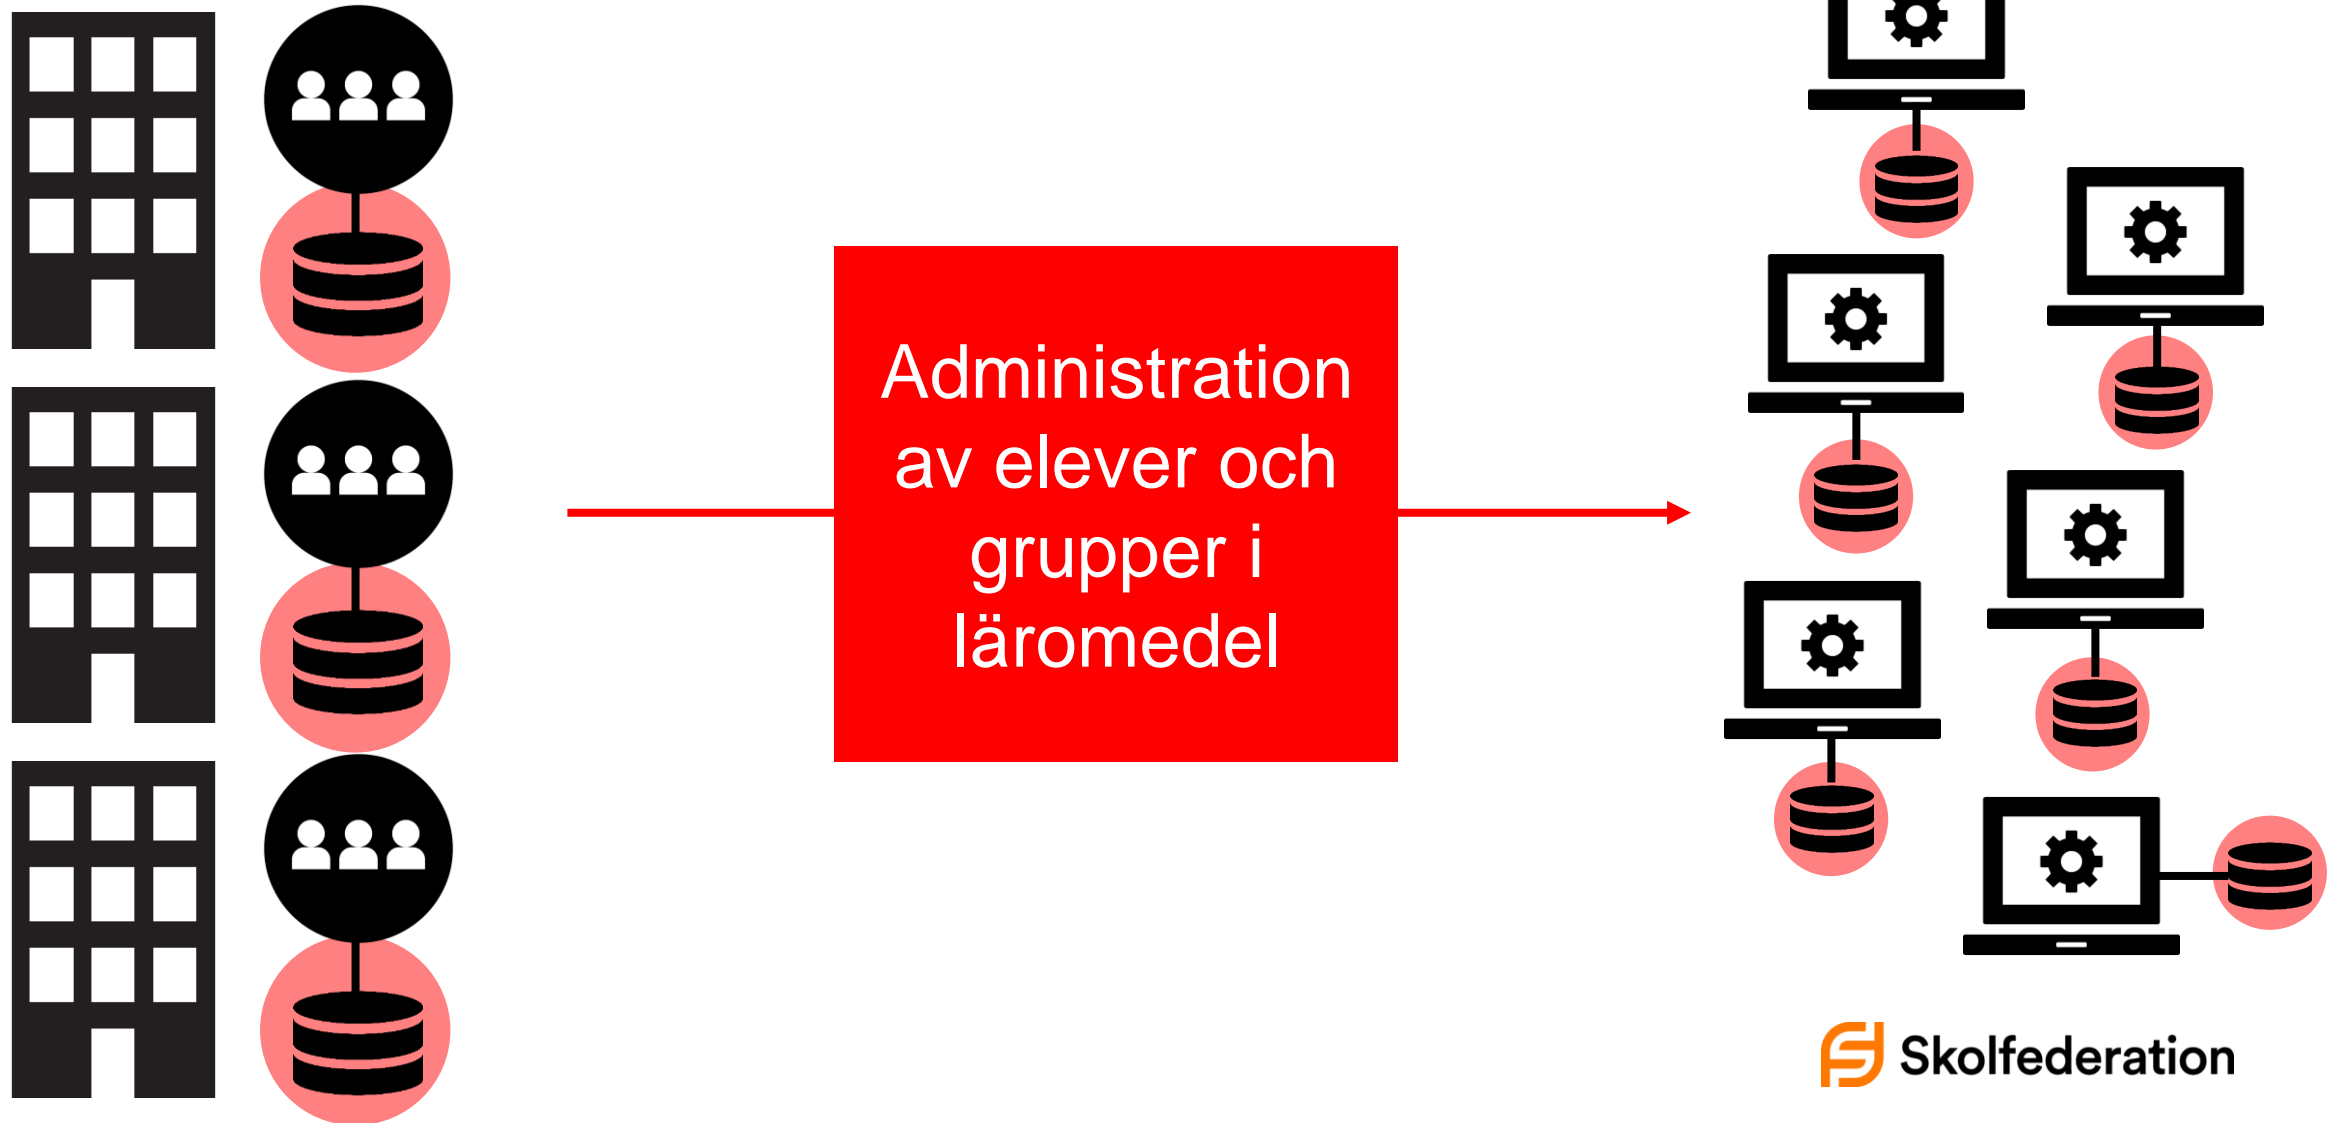 Administration
av elever och
grupper i
läromedel
Skolfederation